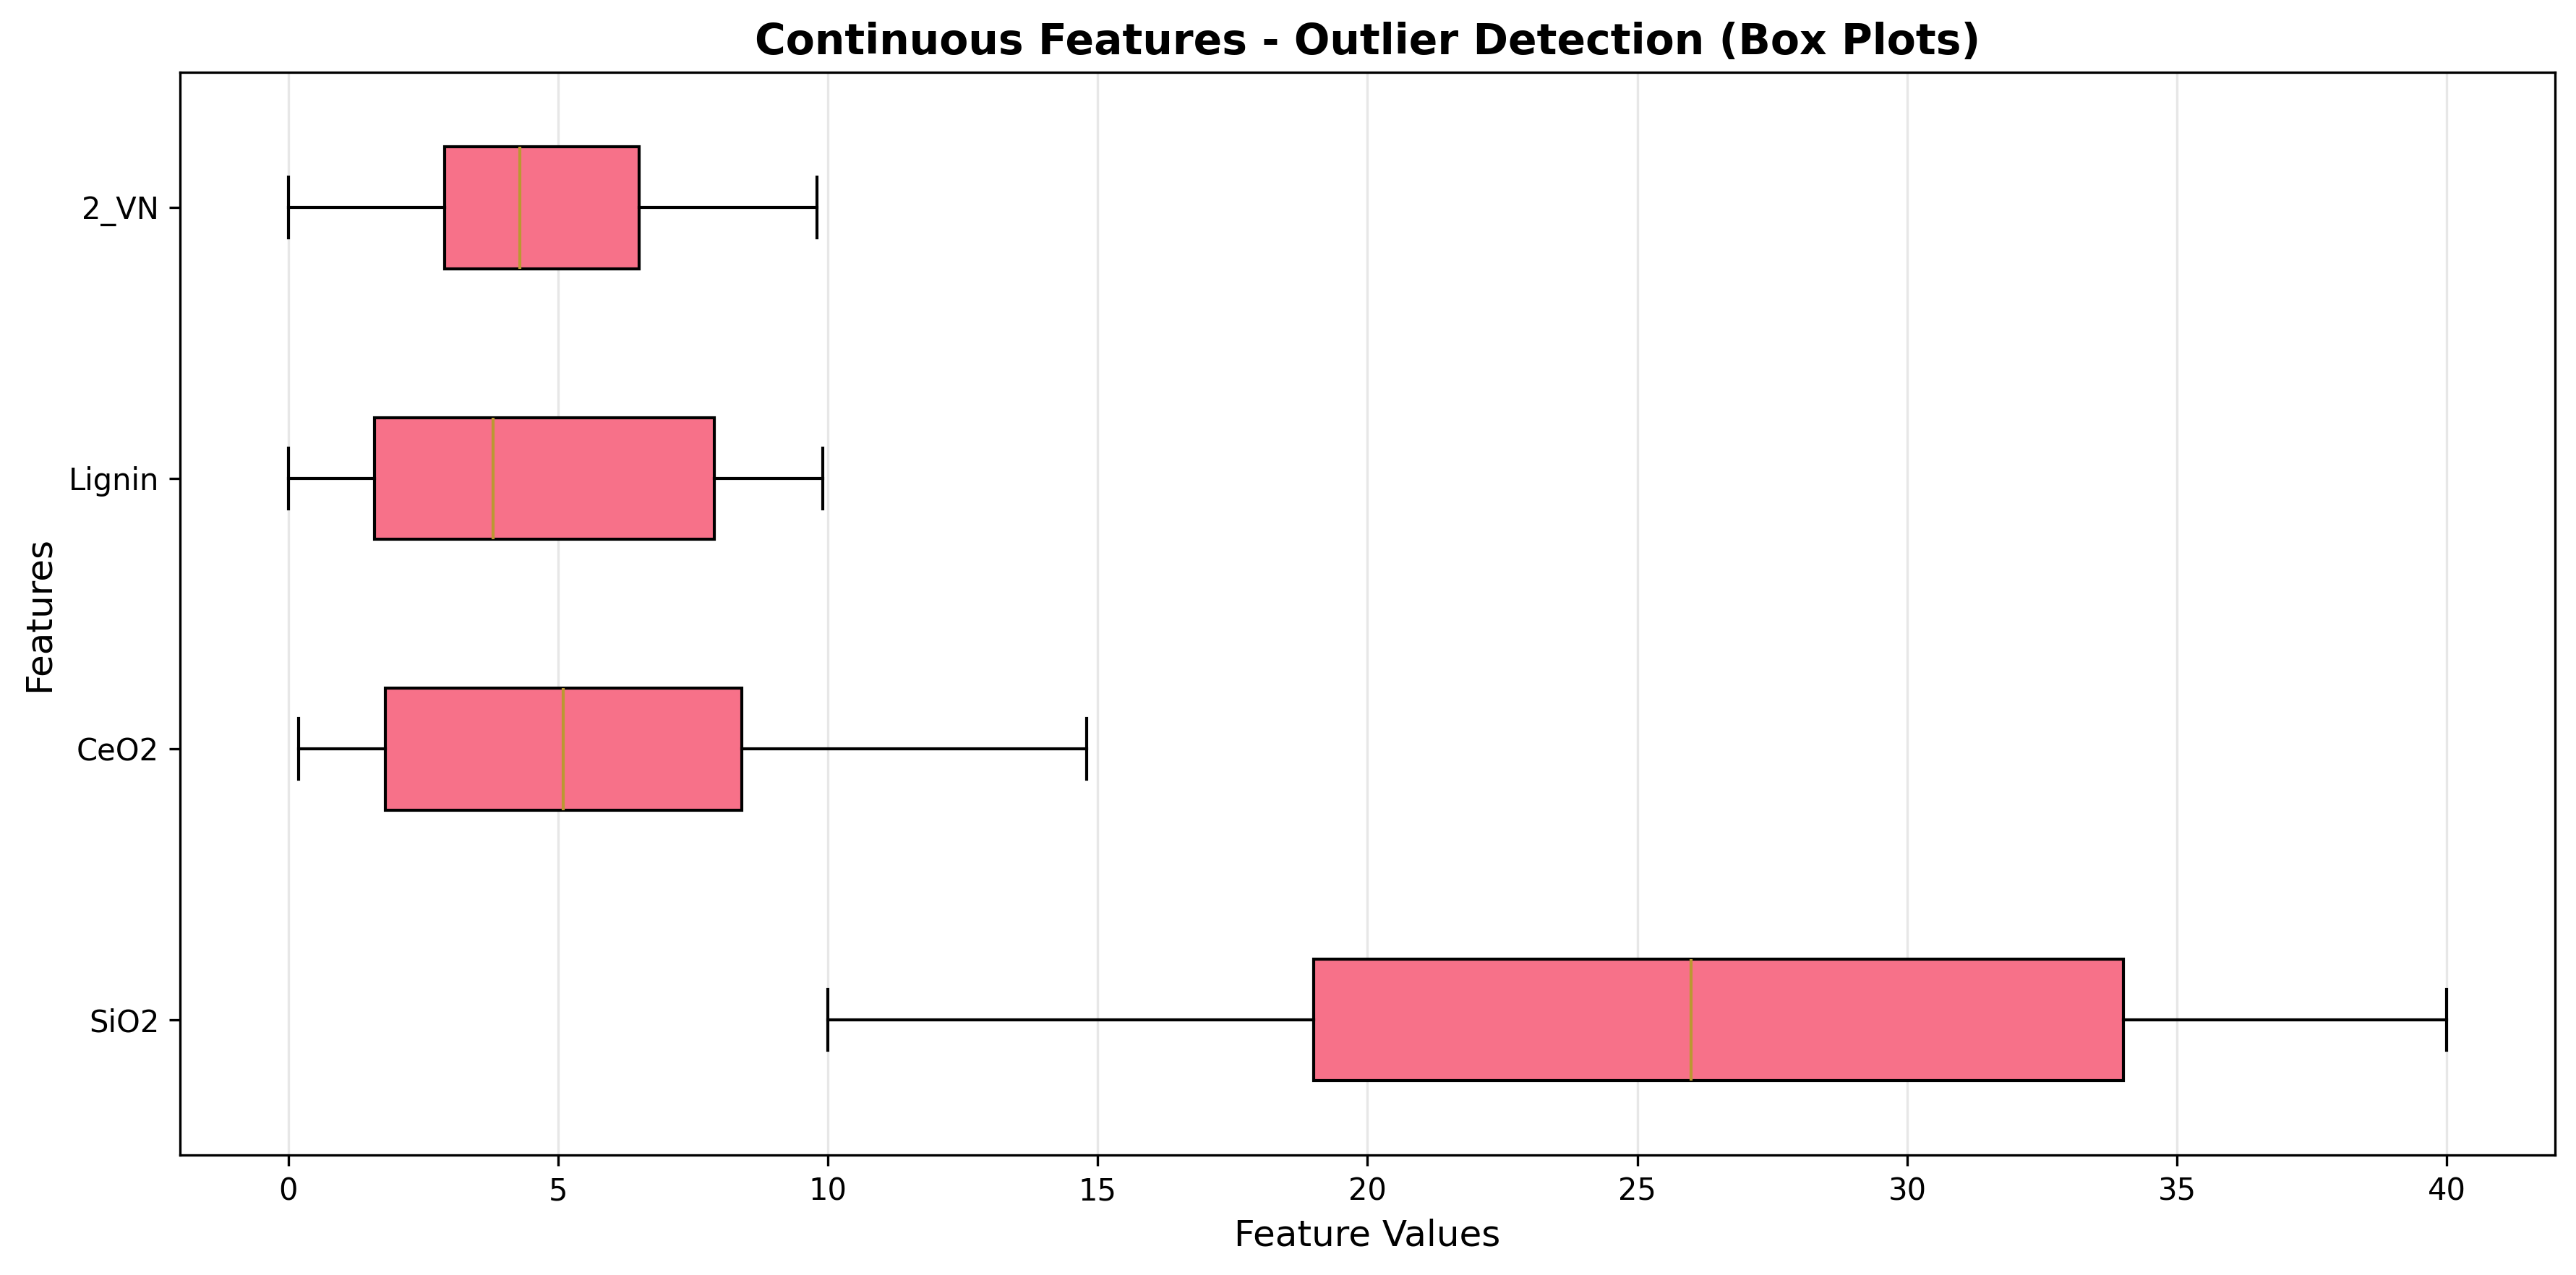 Continuous Features - Outlier Detection (Box Plots)
2_VN
Lignin
CeO2
SiO2
Features
0 5 10 15 20 25 30 35 40
Feature Values